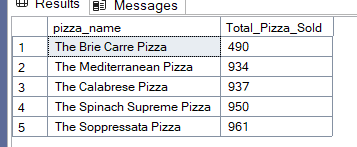 Results Messages
pizza_name Total_Pizza_Sold
1 The Brie Carre Pizza 490
2 The Mediterranean Pizza 934
3 The Calabrese Pizza 937
4 The Spinach Supreme Pizza 950
5 The Soppressata Pizza 961